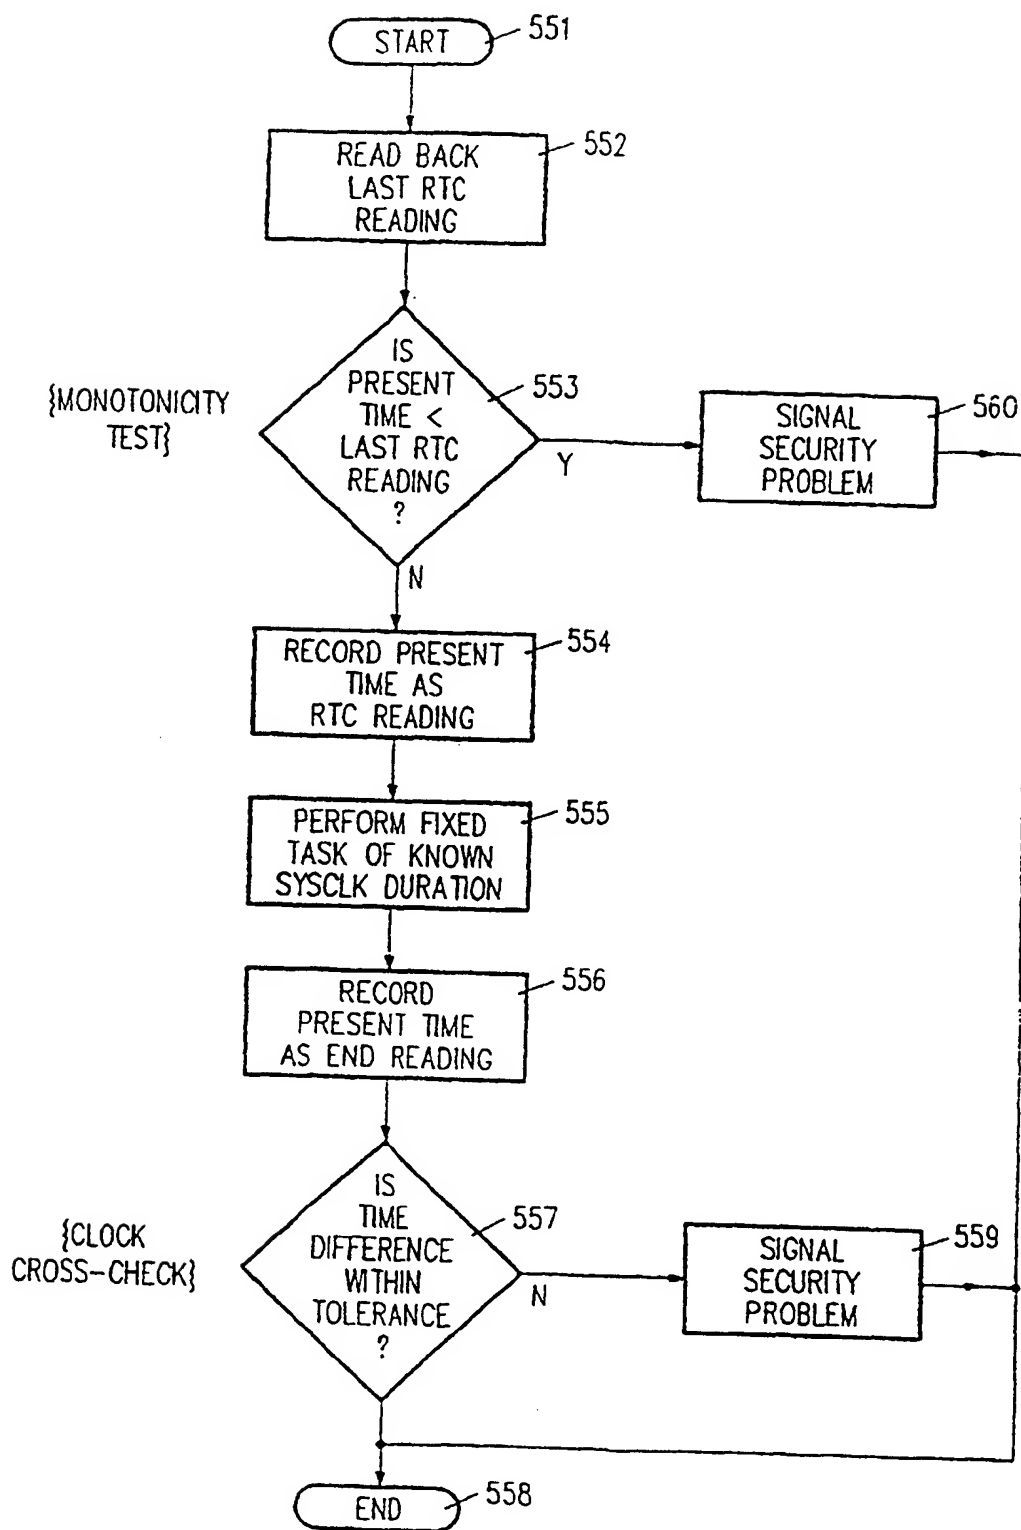 START
551
READ BACK
LAST RTC
READING
552
{MONOTONICITY
TEST}
IS
PRESENT
TIME <
LAST RTC
READING
?
553
Y
N
SIGNAL
SECURITY
PROBLEM
560
RECORD PRESENT
TIME AS
RTC READING
554
PERFORM FIXED
TASK OF KNOWN
SYSCLK DURATION
555
RECORD
PRESENT TIME
AS END READING
556
{CLOCK
CROSS-CHECK}
IS
TIME
DIFFERENCE
WITHIN
TOLERANCE
?
557
N
SIGNAL
SECURITY
PROBLEM
559
END
558